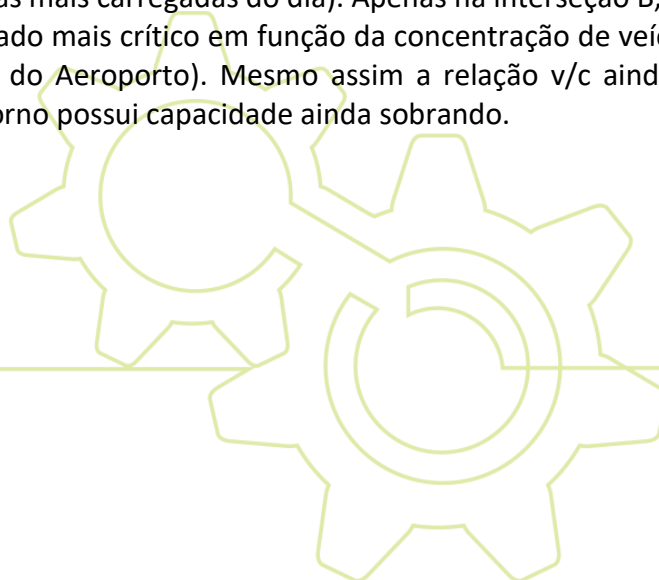 as mais carregadas do dia). Apenas na interseção B,
ado mais crítico em função da concentração de veíc
do Aeroporto). Mesmo assim a relação v/c aind
orno possui capacidade ainda sobrando.